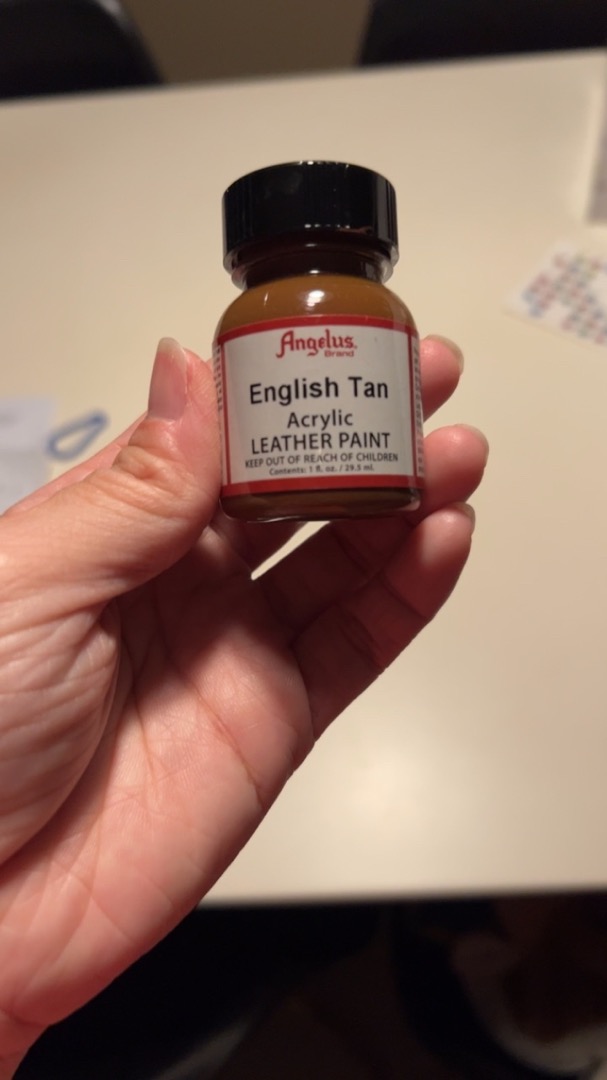 Angelus
Brand
English Tan
Acrylic
LEATHER PAINT
KEEP OUT OF REACH OF CHILDREN
Contents: 1 fl. oz. / 29.5 ml.